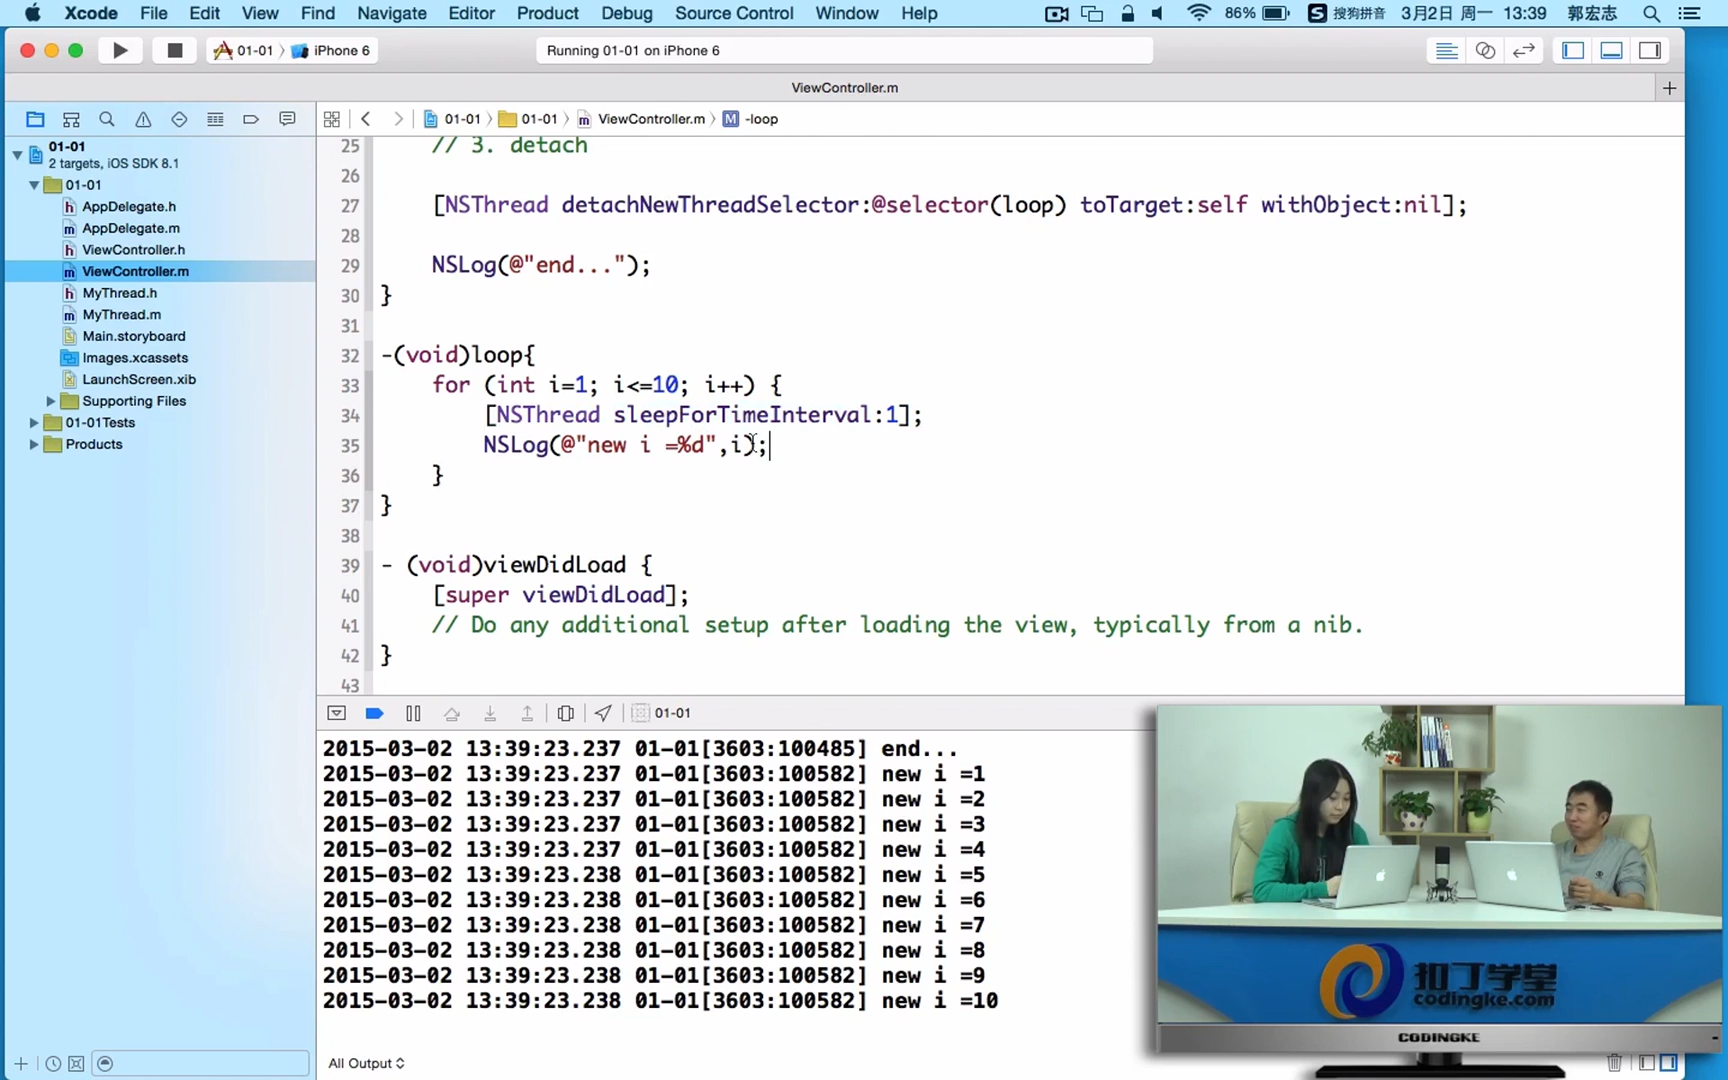 Xcode File Edit View Find Navigate Editor Product Debug Source Control Window Help 86% 搜狗拼音 3月2日 周一 13:39 郭宏志
01-01 iPhone 6 Running 01-01 on iPhone 6
ViewController.m
01-01 01-01 ViewController.m M -loop
01-01
2 targets, iOS SDK 8.1
01-01
h AppDelegate.h
m AppDelegate.m
h ViewController.h
m ViewController.m
h MyThread.h
m MyThread.m
Main.storyboard
Images.xcassets
LaunchScreen.xib
Supporting Files
01-01Tests
Products
25 // 3. detach
26
27 [NSThread detachNewThreadSelector:@selector(loop) toTarget:self withObject:nil];
28
29 NSLog(@"end...");
30 }
31
32 -(void)loop{
33 for (int i=1; i<=10; i++) {
34 [NSThread sleepForTimeInterval:1];
35 NSLog(@"new i =%d",i);
36 }
37 }
38
39 - (void)viewDidLoad {
40 [super viewDidLoad];
41 // Do any additional setup after loading the view, typically from a nib.
42 }
43
01-01
2015-03-02 13:39:23.237 01-01[3603:100485] end...
2015-03-02 13:39:23.237 01-01[3603:100582] new i =1
2015-03-02 13:39:23.237 01-01[3603:100582] new i =2
2015-03-02 13:39:23.237 01-01[3603:100582] new i =3
2015-03-02 13:39:23.237 01-01[3603:100582] new i =4
2015-03-02 13:39:23.238 01-01[3603:100582] new i =5
2015-03-02 13:39:23.238 01-01[3603:100582] new i =6
2015-03-02 13:39:23.238 01-01[3603:100582] new i =7
2015-03-02 13:39:23.238 01-01[3603:100582] new i =8
2015-03-02 13:39:23.238 01-01[3603:100582] new i =9
2015-03-02 13:39:23.238 01-01[3603:100582] new i =10
All Output
扣丁学堂
codingke.com
CODINGKE